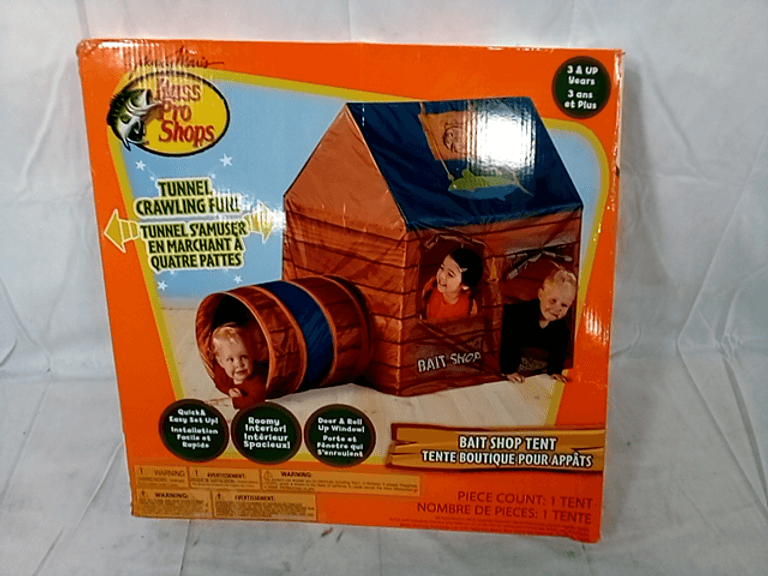 Johnny Morris
Bass
Pro
Shops
3 & UP
Years
3 ans
et Plus
TUNNEL
CRAWLING FUN!
TUNNEL S'AMUSER
EN MARCHANT À
QUATRE PATTES
BAIT SHOP
Quick &
Easy Set Up!
Installation
Facile et
Rapide
Roomy
Interior!
Intérieur
Spacieux!
Door & Roll
Up Window!
Porte et
Fenêtre qui
S'enroulent
BAIT SHOP TENT
TENTE BOUTIQUE POUR APPÂTS
WARNING
AVERTISSEMENT:
WARNING:
WARNING:
AVERTISSEMENT:
PIECE COUNT: 1 TENT
NOMBRE DE PIECES: 1 TENTE